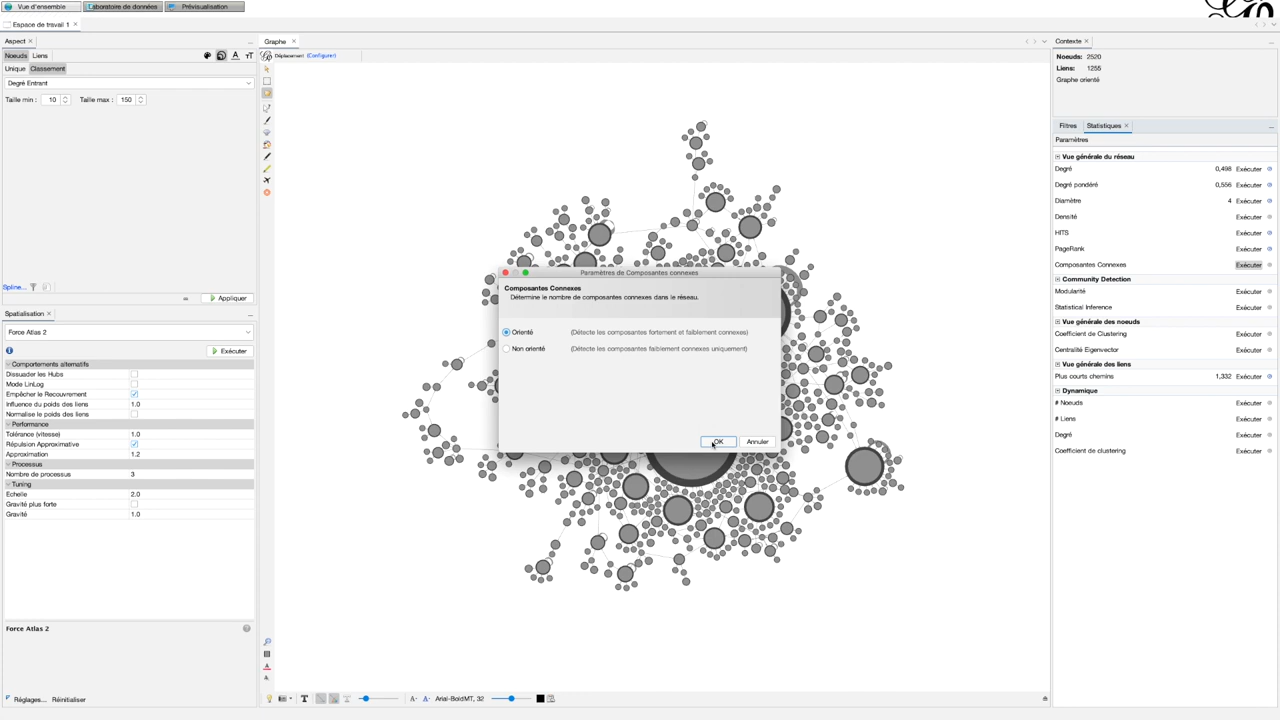 Vue d'ensemble
Laboratoire de données
Prévisualisation
Espace de travail 1
Aspect
Noeuds Liens
Unique Classement
Degré Entrant
Taille min : 10 Taille max : 150
Spline...
Appliquer
Spatialisation
Force Atlas 2
Exécuter
Comportements alternatifs
Dissuader les Hubs
Mode LinLog
Empêcher le Recouvrement
Influence du poids des liens 1.0
Normalise le poids des liens
Performance
Tolérance (vitesse) 1.0
Répulsion Approximative
Approximation 1.2
Processus
Nombre de processus 3
Tuning
Echelle 2.0
Gravité plus forte
Gravité 1.0
Force Atlas 2
Réglages... Réinitialiser
Graphe
Déplacement (Configurer)
Paramètres de Composantes connexes
Composantes Connexes
Détermine le nombre de composantes connexes dans le réseau.
Orienté (Détecte les composantes fortement et faiblement connexes)
Non orienté (Détecte les composantes faiblement connexes uniquement)
OK Annuler
Arial-BoldMT, 32
Contexte
Noeuds: 2520
Liens: 1255
Graphe orienté
Filtres Statistiques
Paramètres
Vue générale du réseau
Degré 0,498 Exécuter
Degré pondéré 0,556 Exécuter
Diamètre 4 Exécuter
Densité Exécuter
HITS Exécuter
PageRank Exécuter
Composantes Connexes Exécuter
Community Detection
Modularité Exécuter
Statistical Inference Exécuter
Vue générale des noeuds
Coefficient de Clustering Exécuter
Centralité Eigenvector Exécuter
Vue générale des liens
Plus courts chemins 1,332 Exécuter
Dynamique
# Noeuds Exécuter
# Liens Exécuter
Degré Exécuter
Coefficient de clustering Exécuter